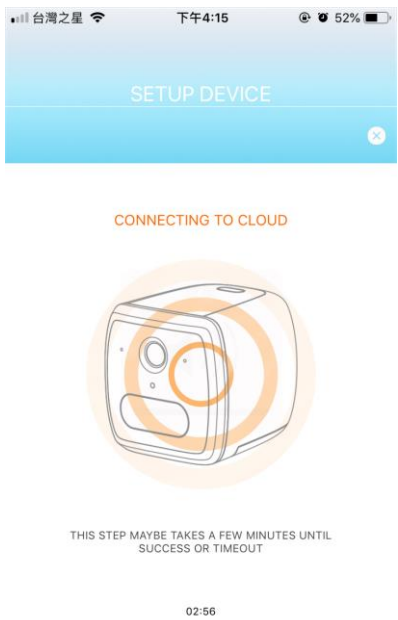 台灣之星 下午4:15 52%
SETUP DEVICE
CONNECTING TO CLOUD
THIS STEP MAYBE TAKES A FEW MINUTES UNTIL
SUCCESS OR TIMEOUT
02:56